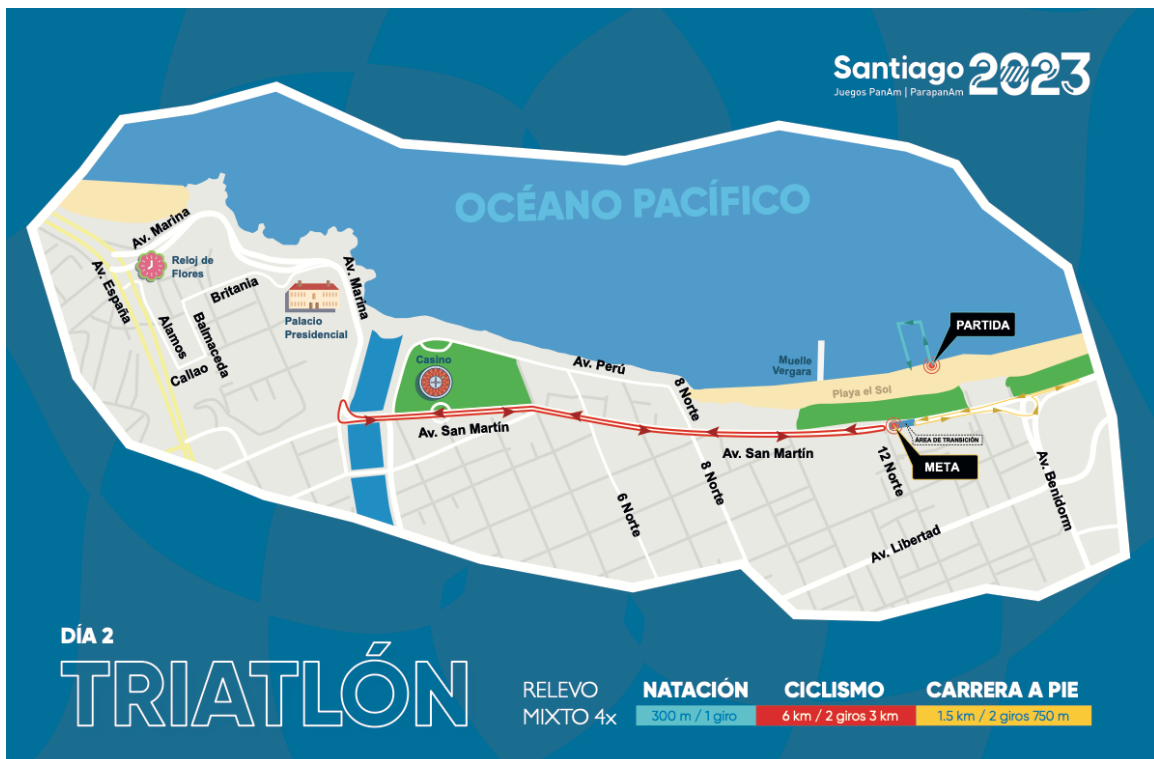 Santiago 2023
Juegos PanAm | ParapanAm
OCÉANO PACÍFICO
Av. Marina
Reloj de
Flores
Av. España
Britania
Alamos
Balmaceda
Callao
Palacio
Presidencial
Av. Marina
Casino
Av. Perú
8 Norte
Muelle
Vergara
PARTIDA
Playa el Sol
Av. San Martín
Av. San Martín
ÁREA DE TRANSICIÓN
META
6 Norte
8 Norte
12 Norte
Av. Libertad
Av. Benidorm
DÍA 2
TRIATLÓN
RELEVO
MIXTO 4x
NATACIÓN
300 m / 1 giro
CICLISMO
6 km / 2 giros 3 km
CARRERA A PIE
1.5 km / 2 giros 750 m